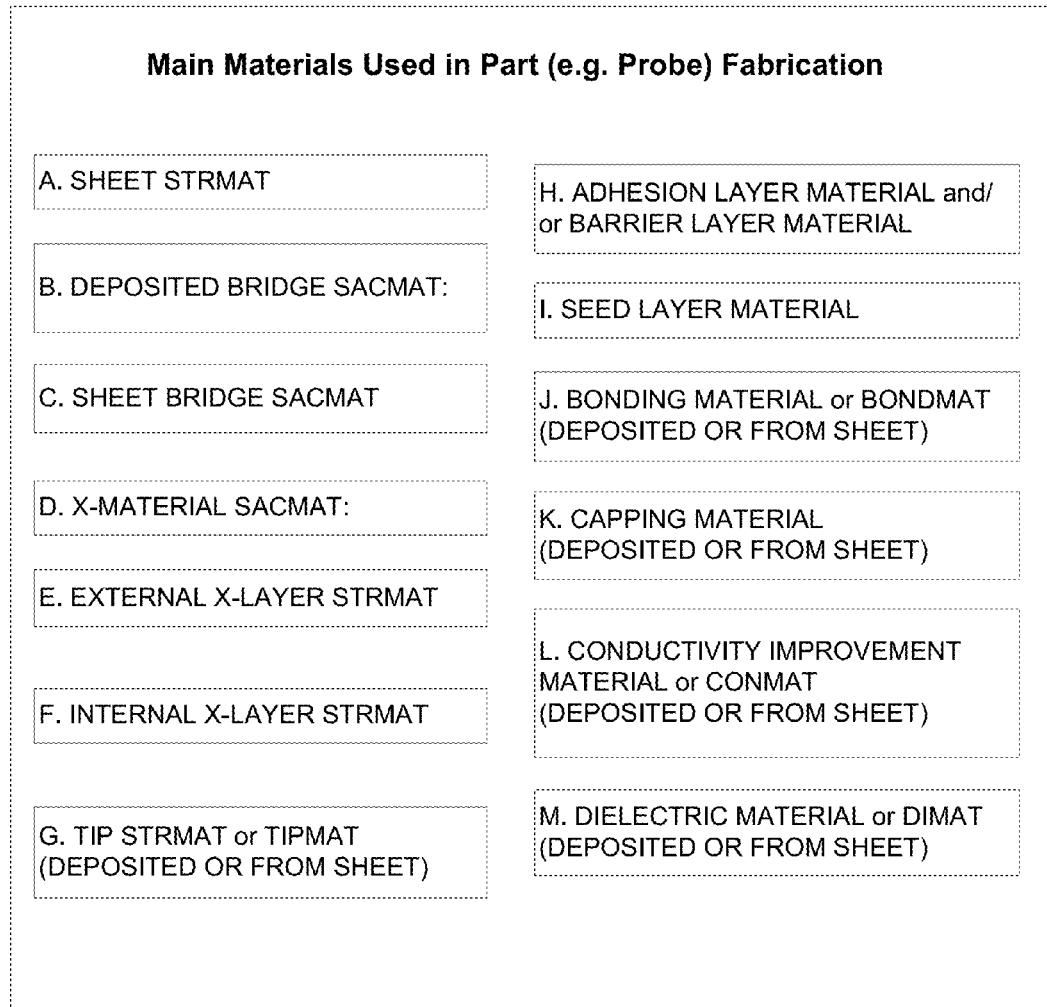 Main Materials Used in Part (e.g. Probe) Fabrication
A. SHEET STRMAT
B. DEPOSITED BRIDGE SACMAT:
C. SHEET BRIDGE SACMAT
D. X-MATERIAL SACMAT:
E. EXTERNAL X-LAYER STRMAT
F. INTERNAL X-LAYER STRMAT
G. TIP STRMAT or TIPMAT
(DEPOSITED OR FROM SHEET)
H. ADHESION LAYER MATERIAL and/
or BARRIER LAYER MATERIAL
I. SEED LAYER MATERIAL
J. BONDING MATERIAL or BONDMAT
(DEPOSITED OR FROM SHEET)
K. CAPPING MATERIAL
(DEPOSITED OR FROM SHEET)
L. CONDUCTIVITY IMPROVEMENT
MATERIAL or CONMAT
(DEPOSITED OR FROM SHEET)
M. DIELECTRIC MATERIAL or DIMAT
(DEPOSITED OR FROM SHEET)